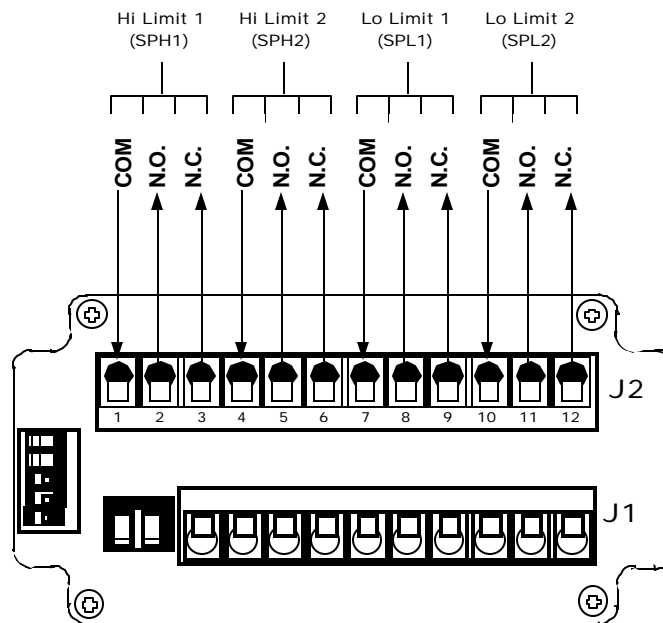 Hi Limit 1 Hi Limit 2 Lo Limit 1 Lo Limit 2
(SPH1) (SPH2) (SPL1) (SPL2)
COM N.O. N.C. COM N.O. N.C. COM N.O. N.C. COM N.O. N.C.
J2
1 2 3 4 5 6 7 8 9 10 11 12
J1